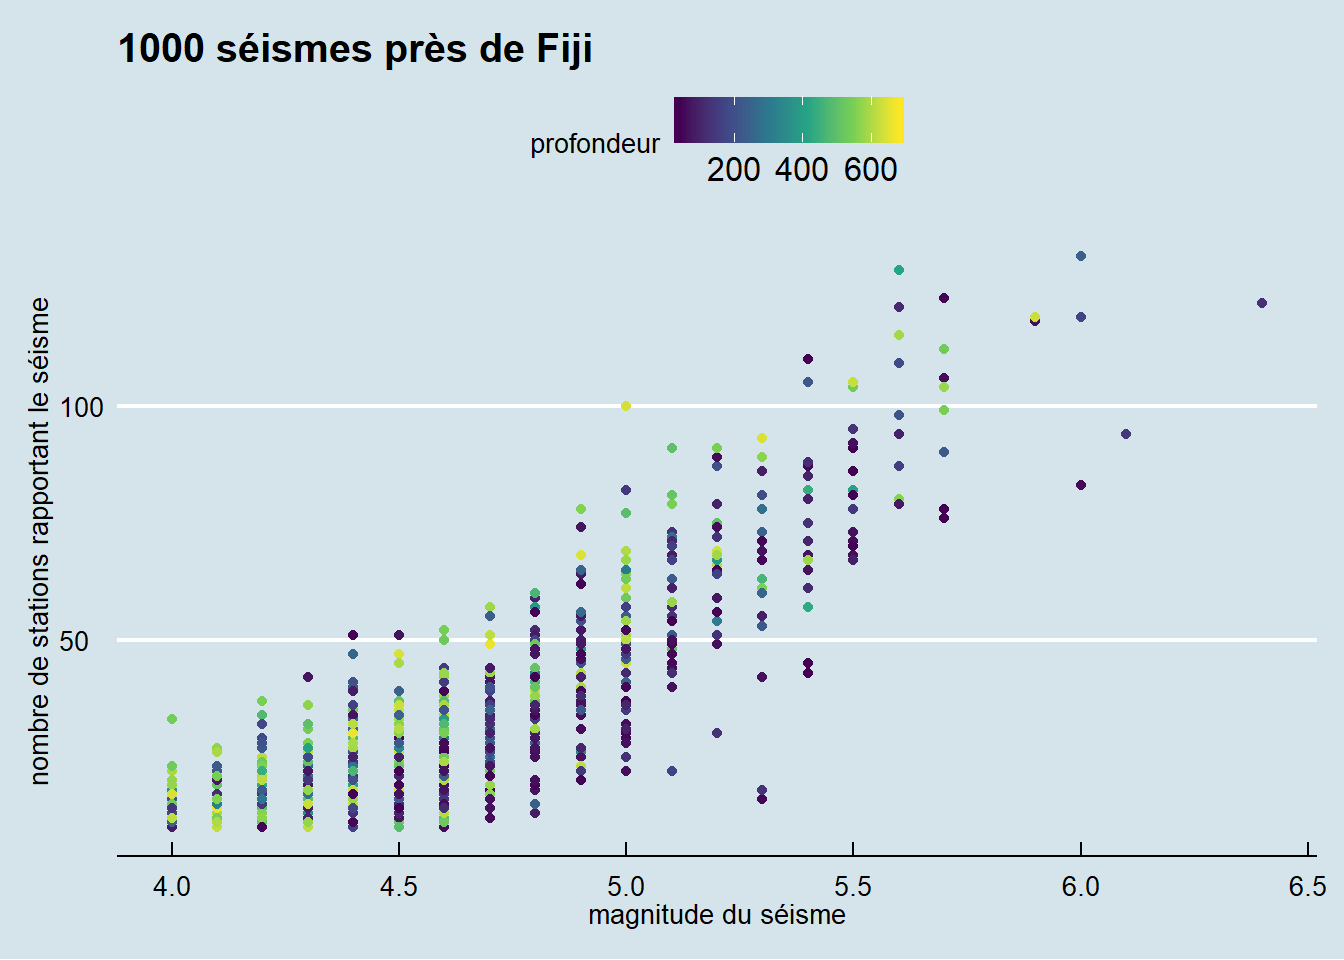 1000 séismes près de Fiji
profondeur
200 400 600
nombre de stations rapportant le séisme
100
50
4.0 4.5 5.0 5.5 6.0 6.5
magnitude du séisme